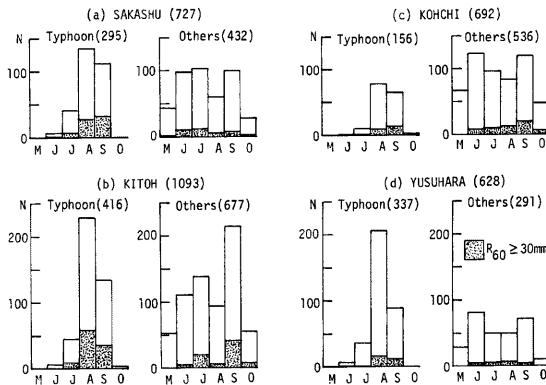 (a) SAKASHU (727)
N Typhoon(295) Others(432)
100 100
0 0
M J J A S O M J J A S O
(c) KOHCHI (692)
N Typhoon(156) Others(536)
100 100
0 0
M J J A S O M J J A S O
(b) KITOH (1093)
N Typhoon(416) Others(677)
200 200
100 100
0 0
M J J A S O M J J A S O
(d) YUSUHARA (628)
N Typhoon(337) Others(291)
200 200
R60 ≥ 30mm
100 100
0 0
M J J A S O M J J A S O